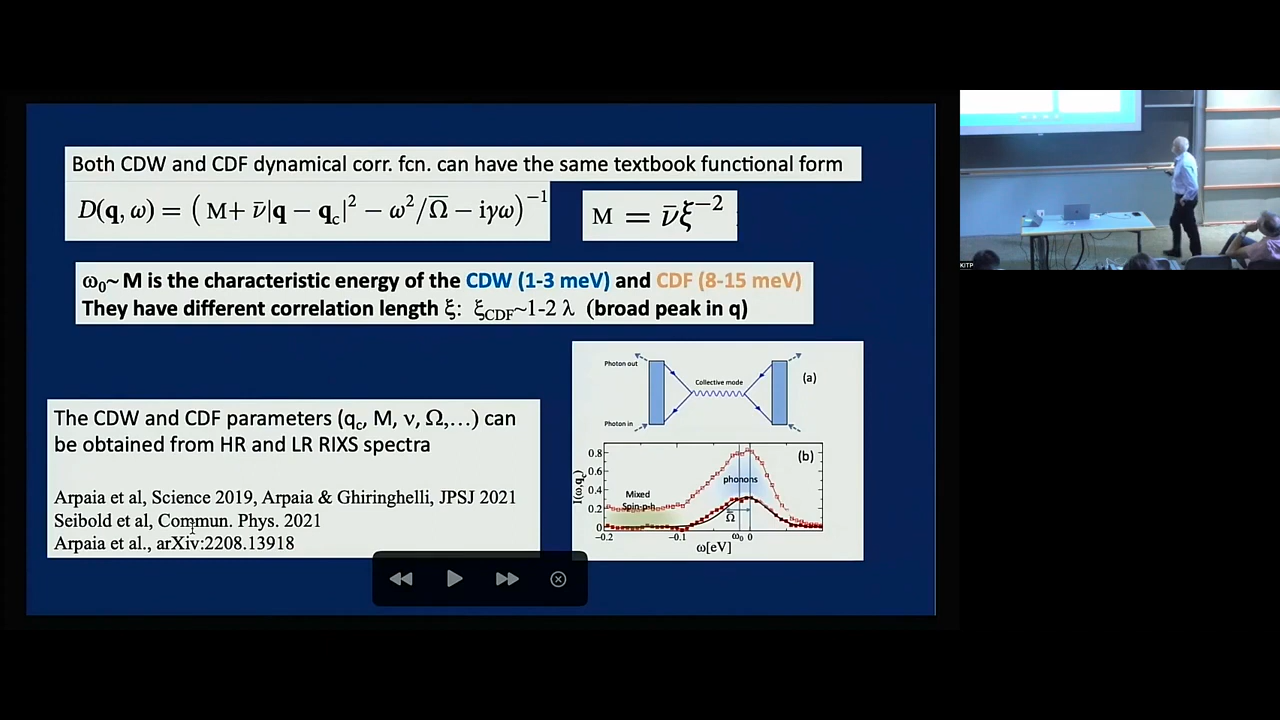 Both CDW and CDF dynamical corr. fcn. can have the same textbook functional form
D(q, ω) = ( M+ ν̅|q − q_c|² − ω²/Ω̅ − iγω)⁻¹
M = ν̅ξ⁻²
ω₀~ M is the characteristic energy of the CDW (1-3 meV) and CDF (8-15 meV)
They have different correlation length ξ: ξ_CDF~1-2 λ (broad peak in q)
Photon out
Collective mode
(a)
Photon in
The CDW and CDF parameters (q_c, M, ν, Ω,…) can
be obtained from HR and LR RIXS spectra
Arpaia et al, Science 2019, Arpaia & Ghiringhelli, JPSJ 2021
Seibold et al, Commun. Phys. 2021
Arpaia et al., arXiv:2208.13918
I(ω,q_c)
0.8
0.6
0.4
0.2
0
(b)
phonons
Mixed
Spin-p-h
Ω̅
−0.2
−0.1
ω₀
0
ω[eV]
KITP